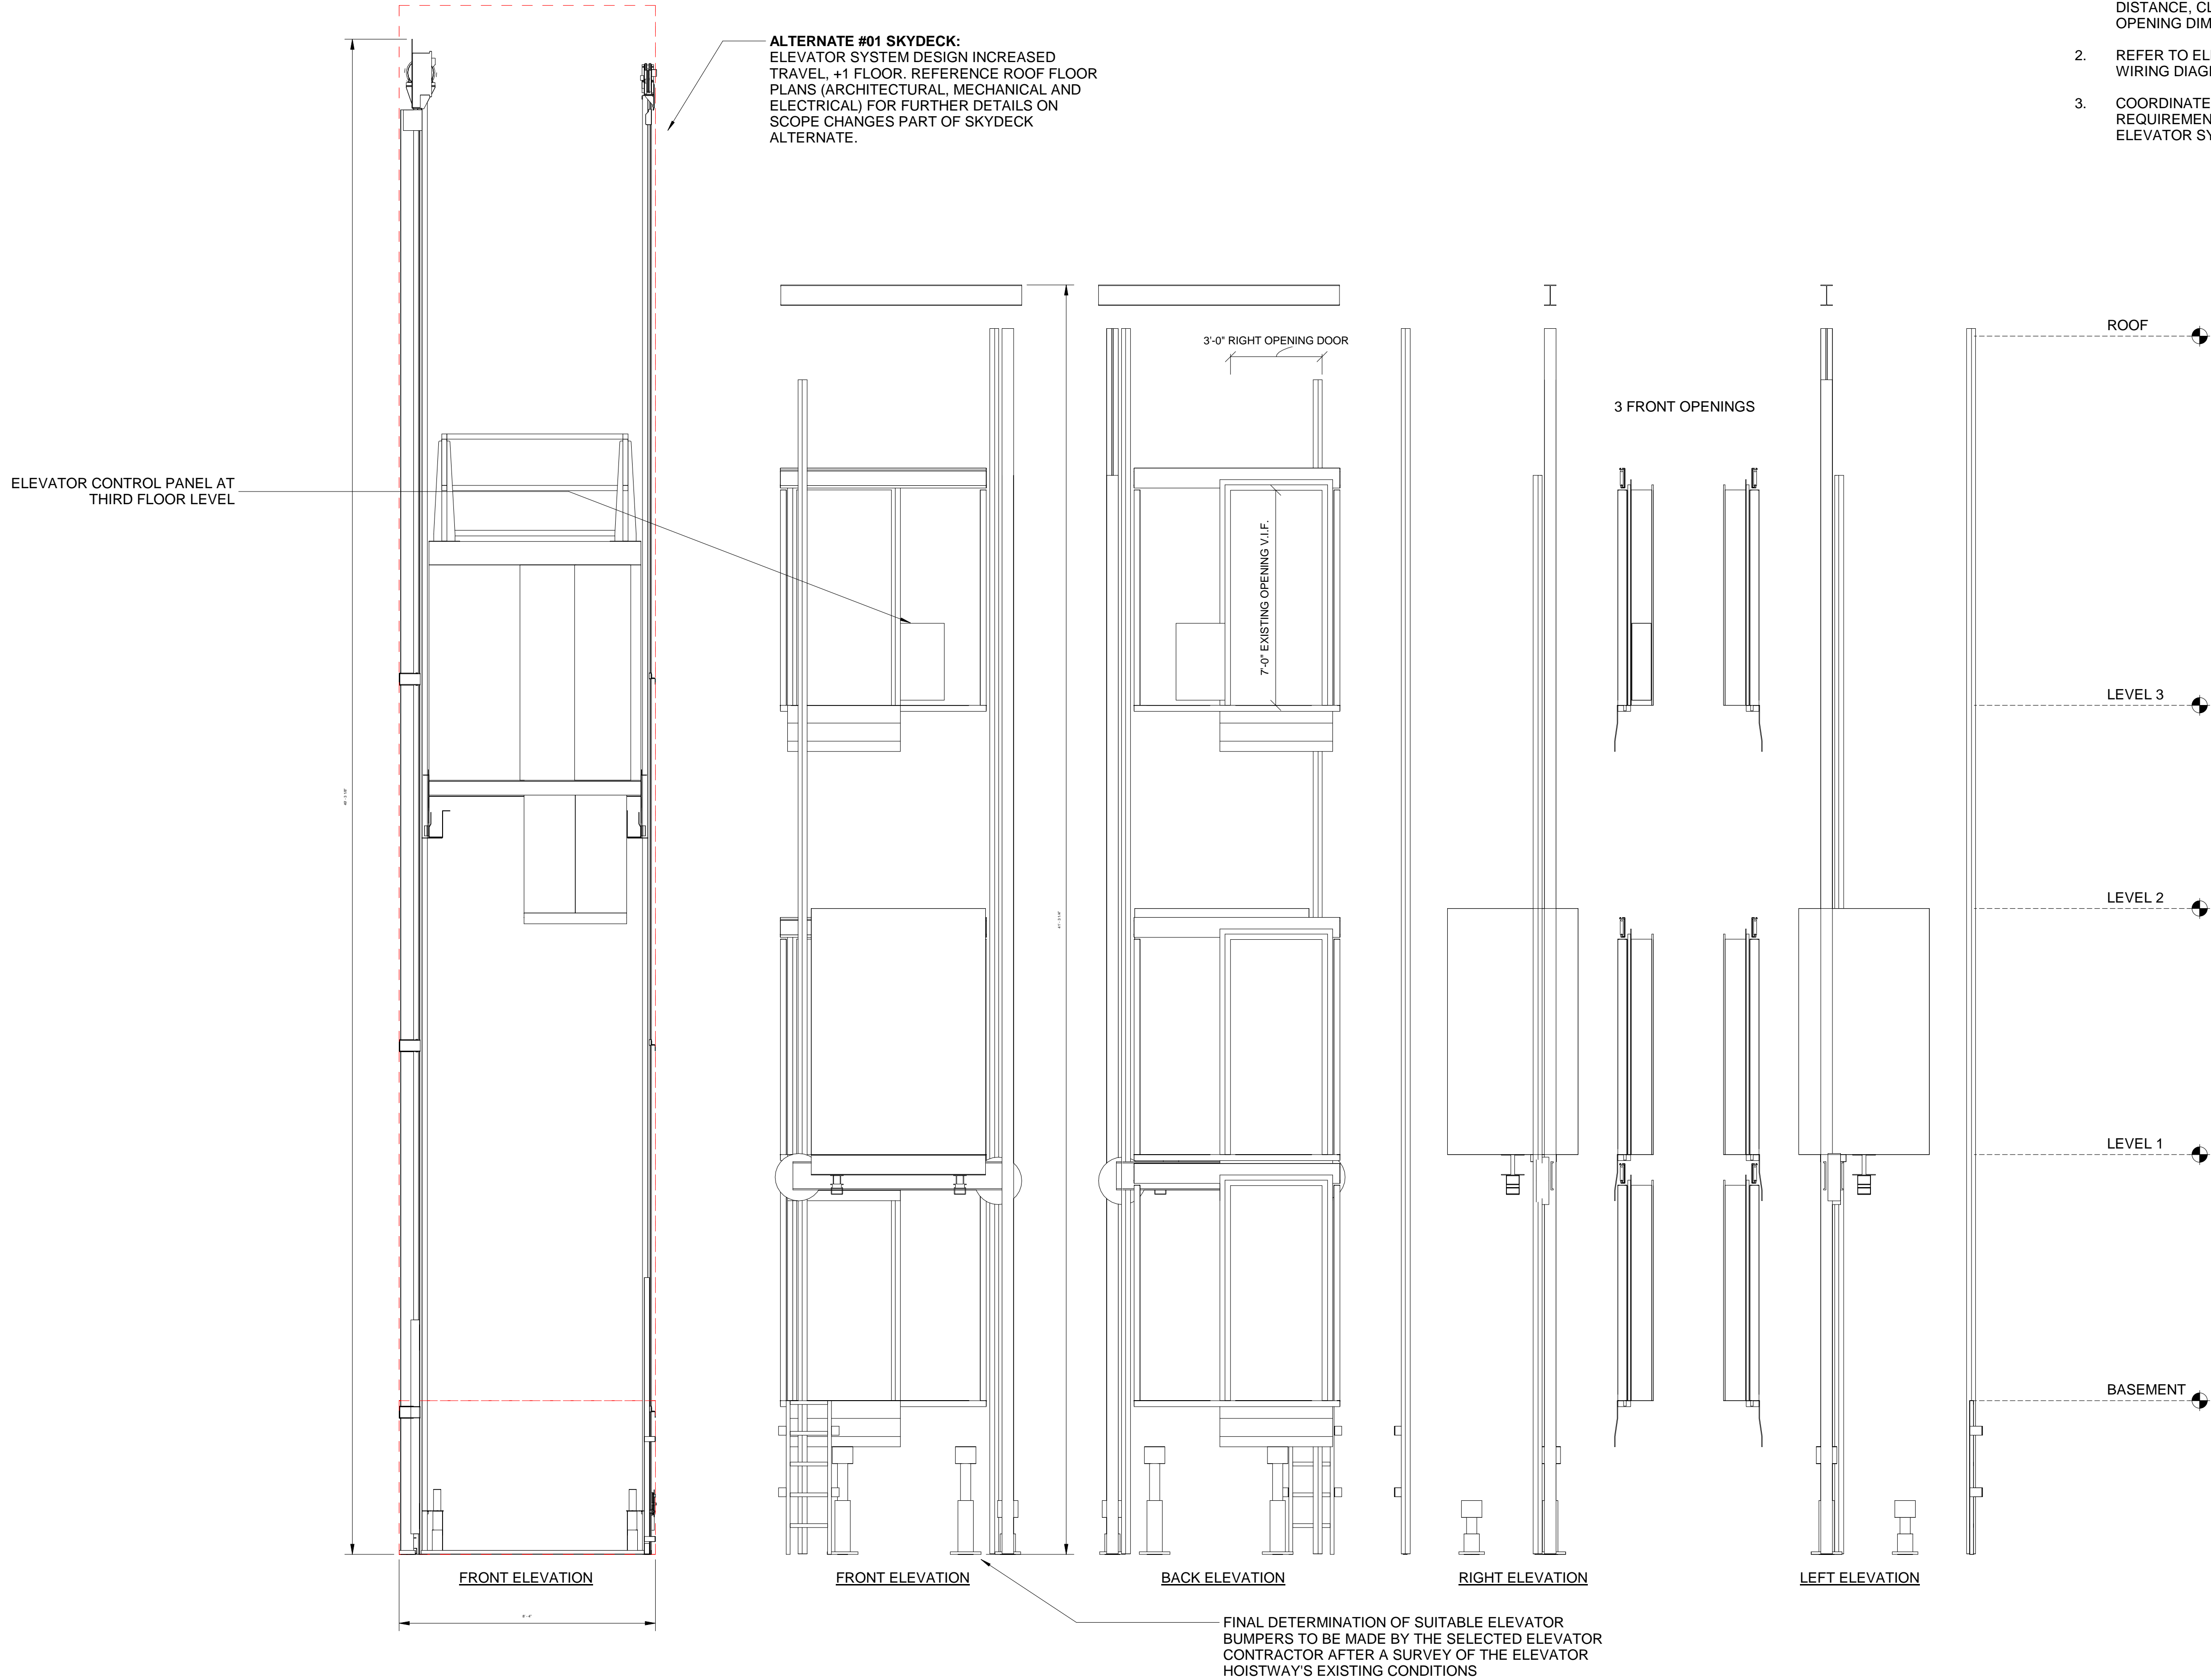 DISTANCE, CL
OPENING DIM
2. REFER TO EL
WIRING DIAG
3. COORDINATE
REQUIREMEN
ELEVATOR SY
ALTERNATE #01 SKYDECK:
ELEVATOR SYSTEM DESIGN INCREASED
TRAVEL, +1 FLOOR. REFERENCE ROOF FLOOR
PLANS (ARCHITECTURAL, MECHANICAL AND
ELECTRICAL) FOR FURTHER DETAILS ON
SCOPE CHANGES PART OF SKYDECK
ALTERNATE.
ROOF
3'-0" RIGHT OPENING DOOR
3 FRONT OPENINGS
ELEVATOR CONTROL PANEL AT
THIRD FLOOR LEVEL
7'-0" EXISTING OPENING V.I.F.
LEVEL 3
LEVEL 2
LEVEL 1
BASEMENT
FRONT ELEVATION
FRONT ELEVATION
BACK ELEVATION
RIGHT ELEVATION
LEFT ELEVATION
FINAL DETERMINATION OF SUITABLE ELEVATOR
BUMPERS TO BE MADE BY THE SELECTED ELEVATOR
CONTRACTOR AFTER A SURVEY OF THE ELEVATOR
HOISTWAY'S EXISTING CONDITIONS